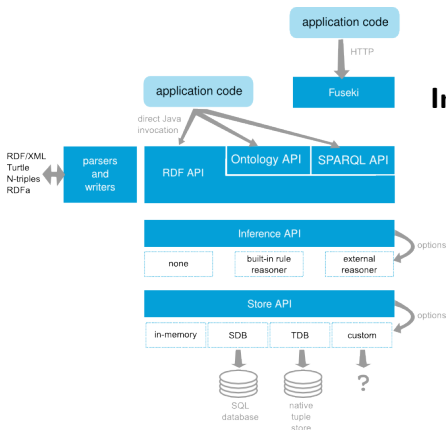 application code
HTTP
Fuseki
application code
direct Java
invocation
RDF/XML
Turtle
N-triples
RDFa
parsers
and
writers
RDF API
Ontology API
SPARQL API
Inference API
options
none
built-in rule
reasoner
external
reasoner
Store API
options
in-memory
SDB
TDB
custom
?
SQL
database
native
tuple
store